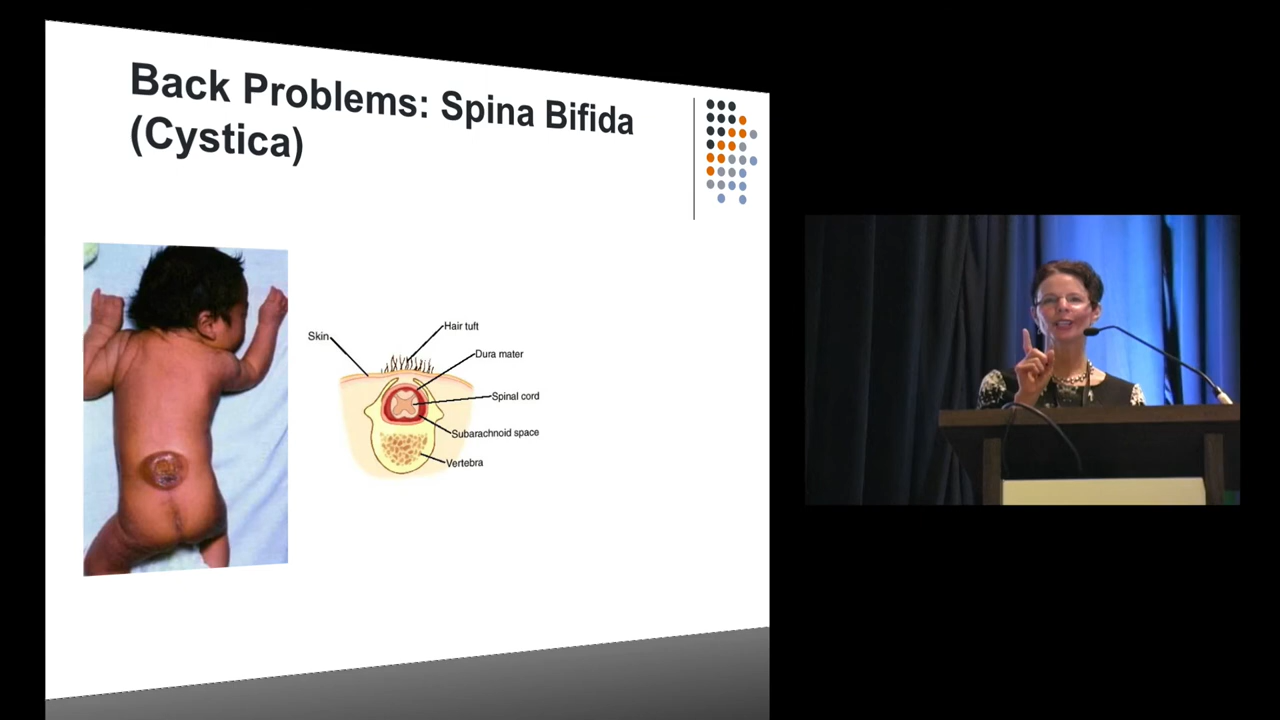 Back Problems: Spina Bifida
(Cystica)
Hair tuft
Skin
Dura mater
Spinal cord
Subarachnoid space
Vertebra